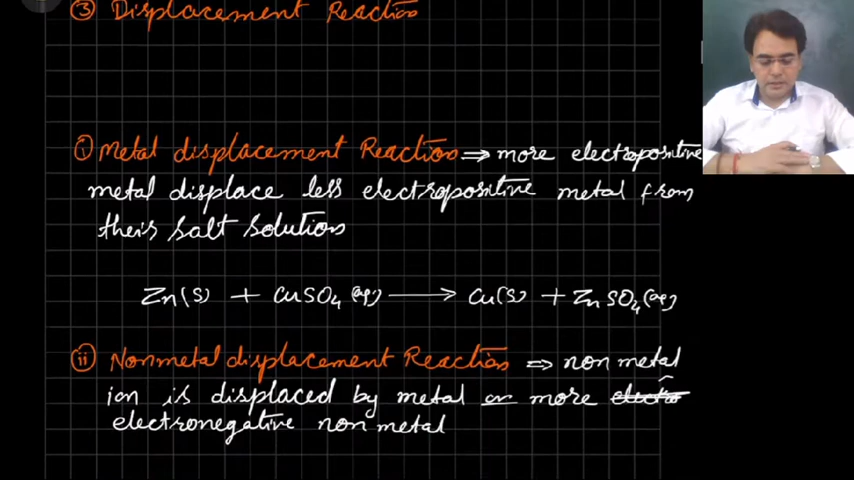 ③ Displacement Reaction
ⓘ Metal displacement Reaction ⇒ more electropositive
metal displace less electropositive metal from
their salt solution
Zn(s) + CuSO₄(aq) ⟶ Cu(s) + ZnSO₄(aq)
ⓘⓘ Nonmetal displacement Reaction ⇒ non metal
ion is displaced by metal or more
electronegative non metal